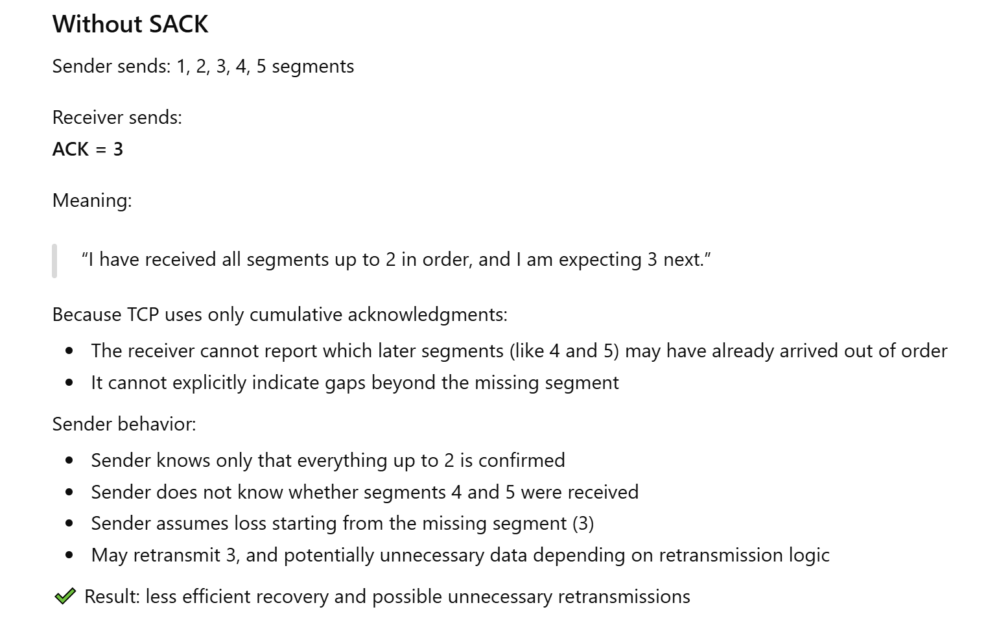 Without SACK
Sender sends: 1, 2, 3, 4, 5 segments
Receiver sends:
ACK = 3
Meaning:
“I have received all segments up to 2 in order, and I am expecting 3 next.”
Because TCP uses only cumulative acknowledgments:
• The receiver cannot report which later segments (like 4 and 5) may have already arrived out of order
• It cannot explicitly indicate gaps beyond the missing segment
Sender behavior:
• Sender knows only that everything up to 2 is confirmed
• Sender does not know whether segments 4 and 5 were received
• Sender assumes loss starting from the missing segment (3)
• May retransmit 3, and potentially unnecessary data depending on retransmission logic
✔ Result: less efficient recovery and possible unnecessary retransmissions